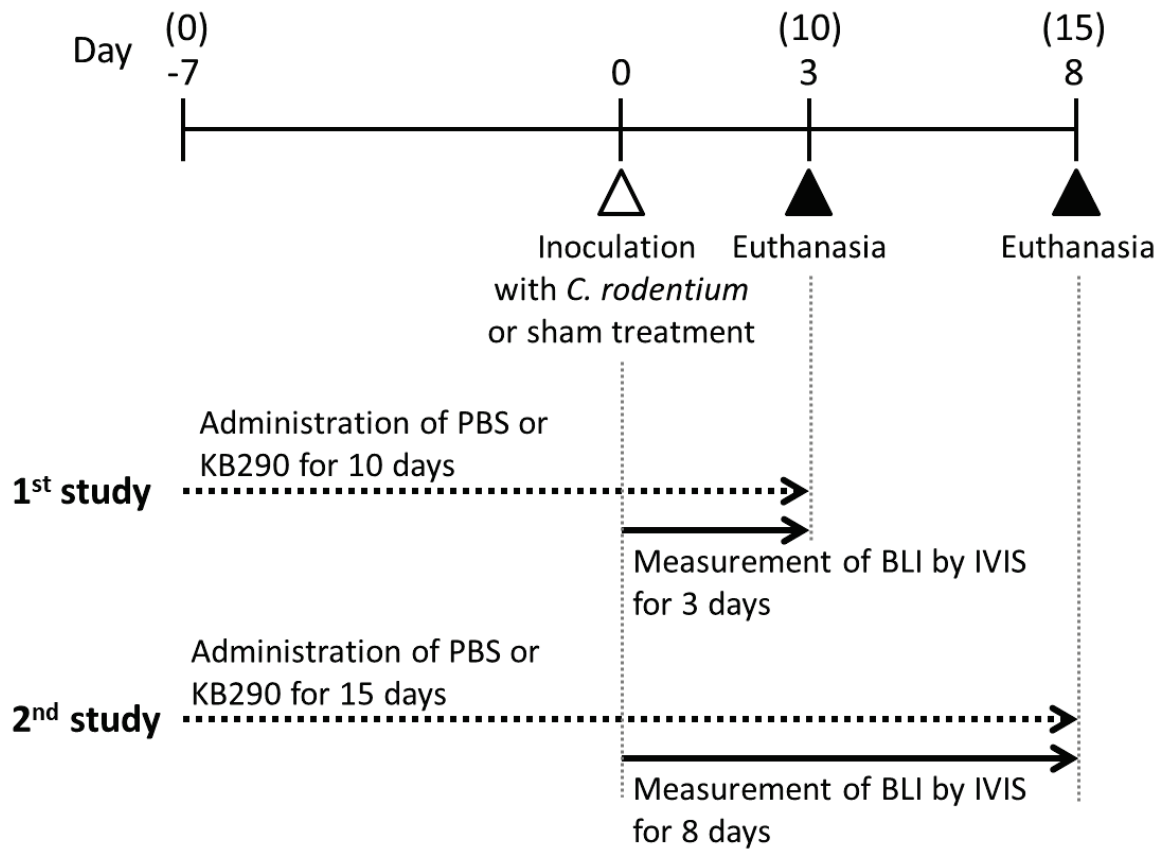 (0) (10) (15)
Day -7 0 3 8
Inoculation
with C. rodentium
or sham treatment
Euthanasia
Euthanasia
Administration of PBS or
KB290 for 10 days
1st study
Measurement of BLI by IVIS
for 3 days
Administration of PBS or
KB290 for 15 days
2nd study
Measurement of BLI by IVIS
for 8 days